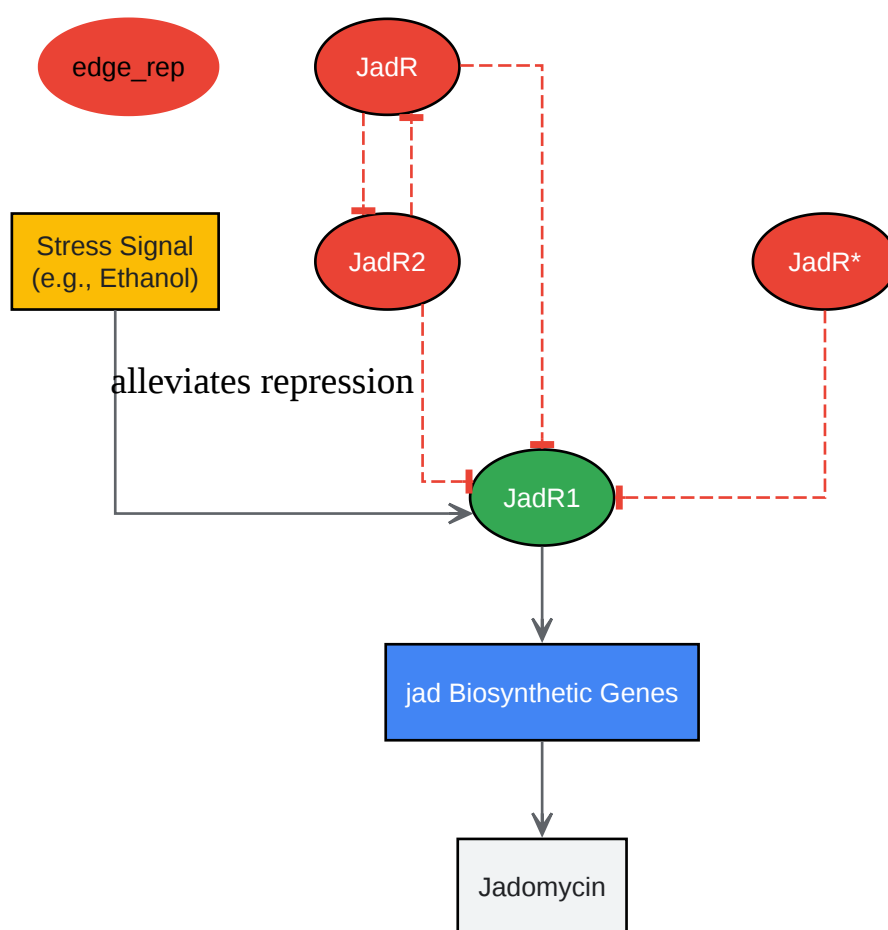 edge_rep
JadR
Stress Signal
(e.g., Ethanol)
JadR2
JadR*
alleviates repression
JadR1
jad Biosynthetic Genes
Jadomycin